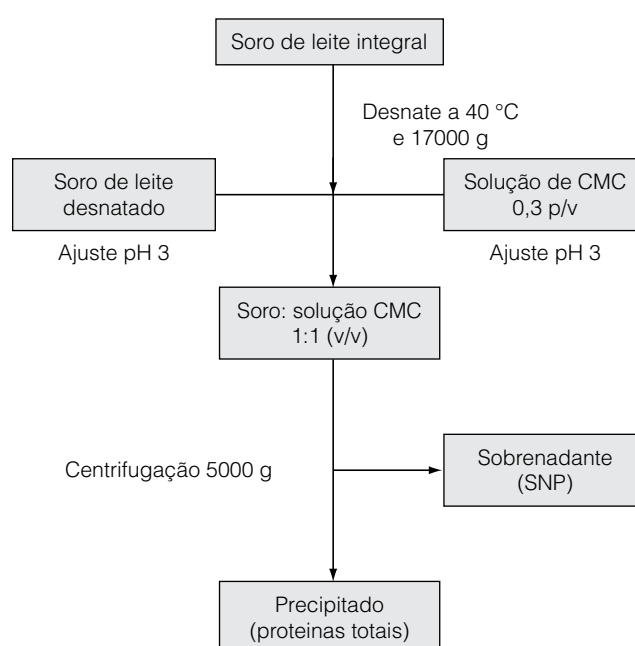 Soro de leite integral
Desnate a 40 °C
e 17000 g
Soro de leite
desnatado
Solução de CMC
0,3 p/v
Ajuste pH 3
Ajuste pH 3
Soro: solução CMC
1:1 (v/v)
Centrifugação 5000 g
Sobrenadante
(SNP)
Precipitado
(proteinas totais)